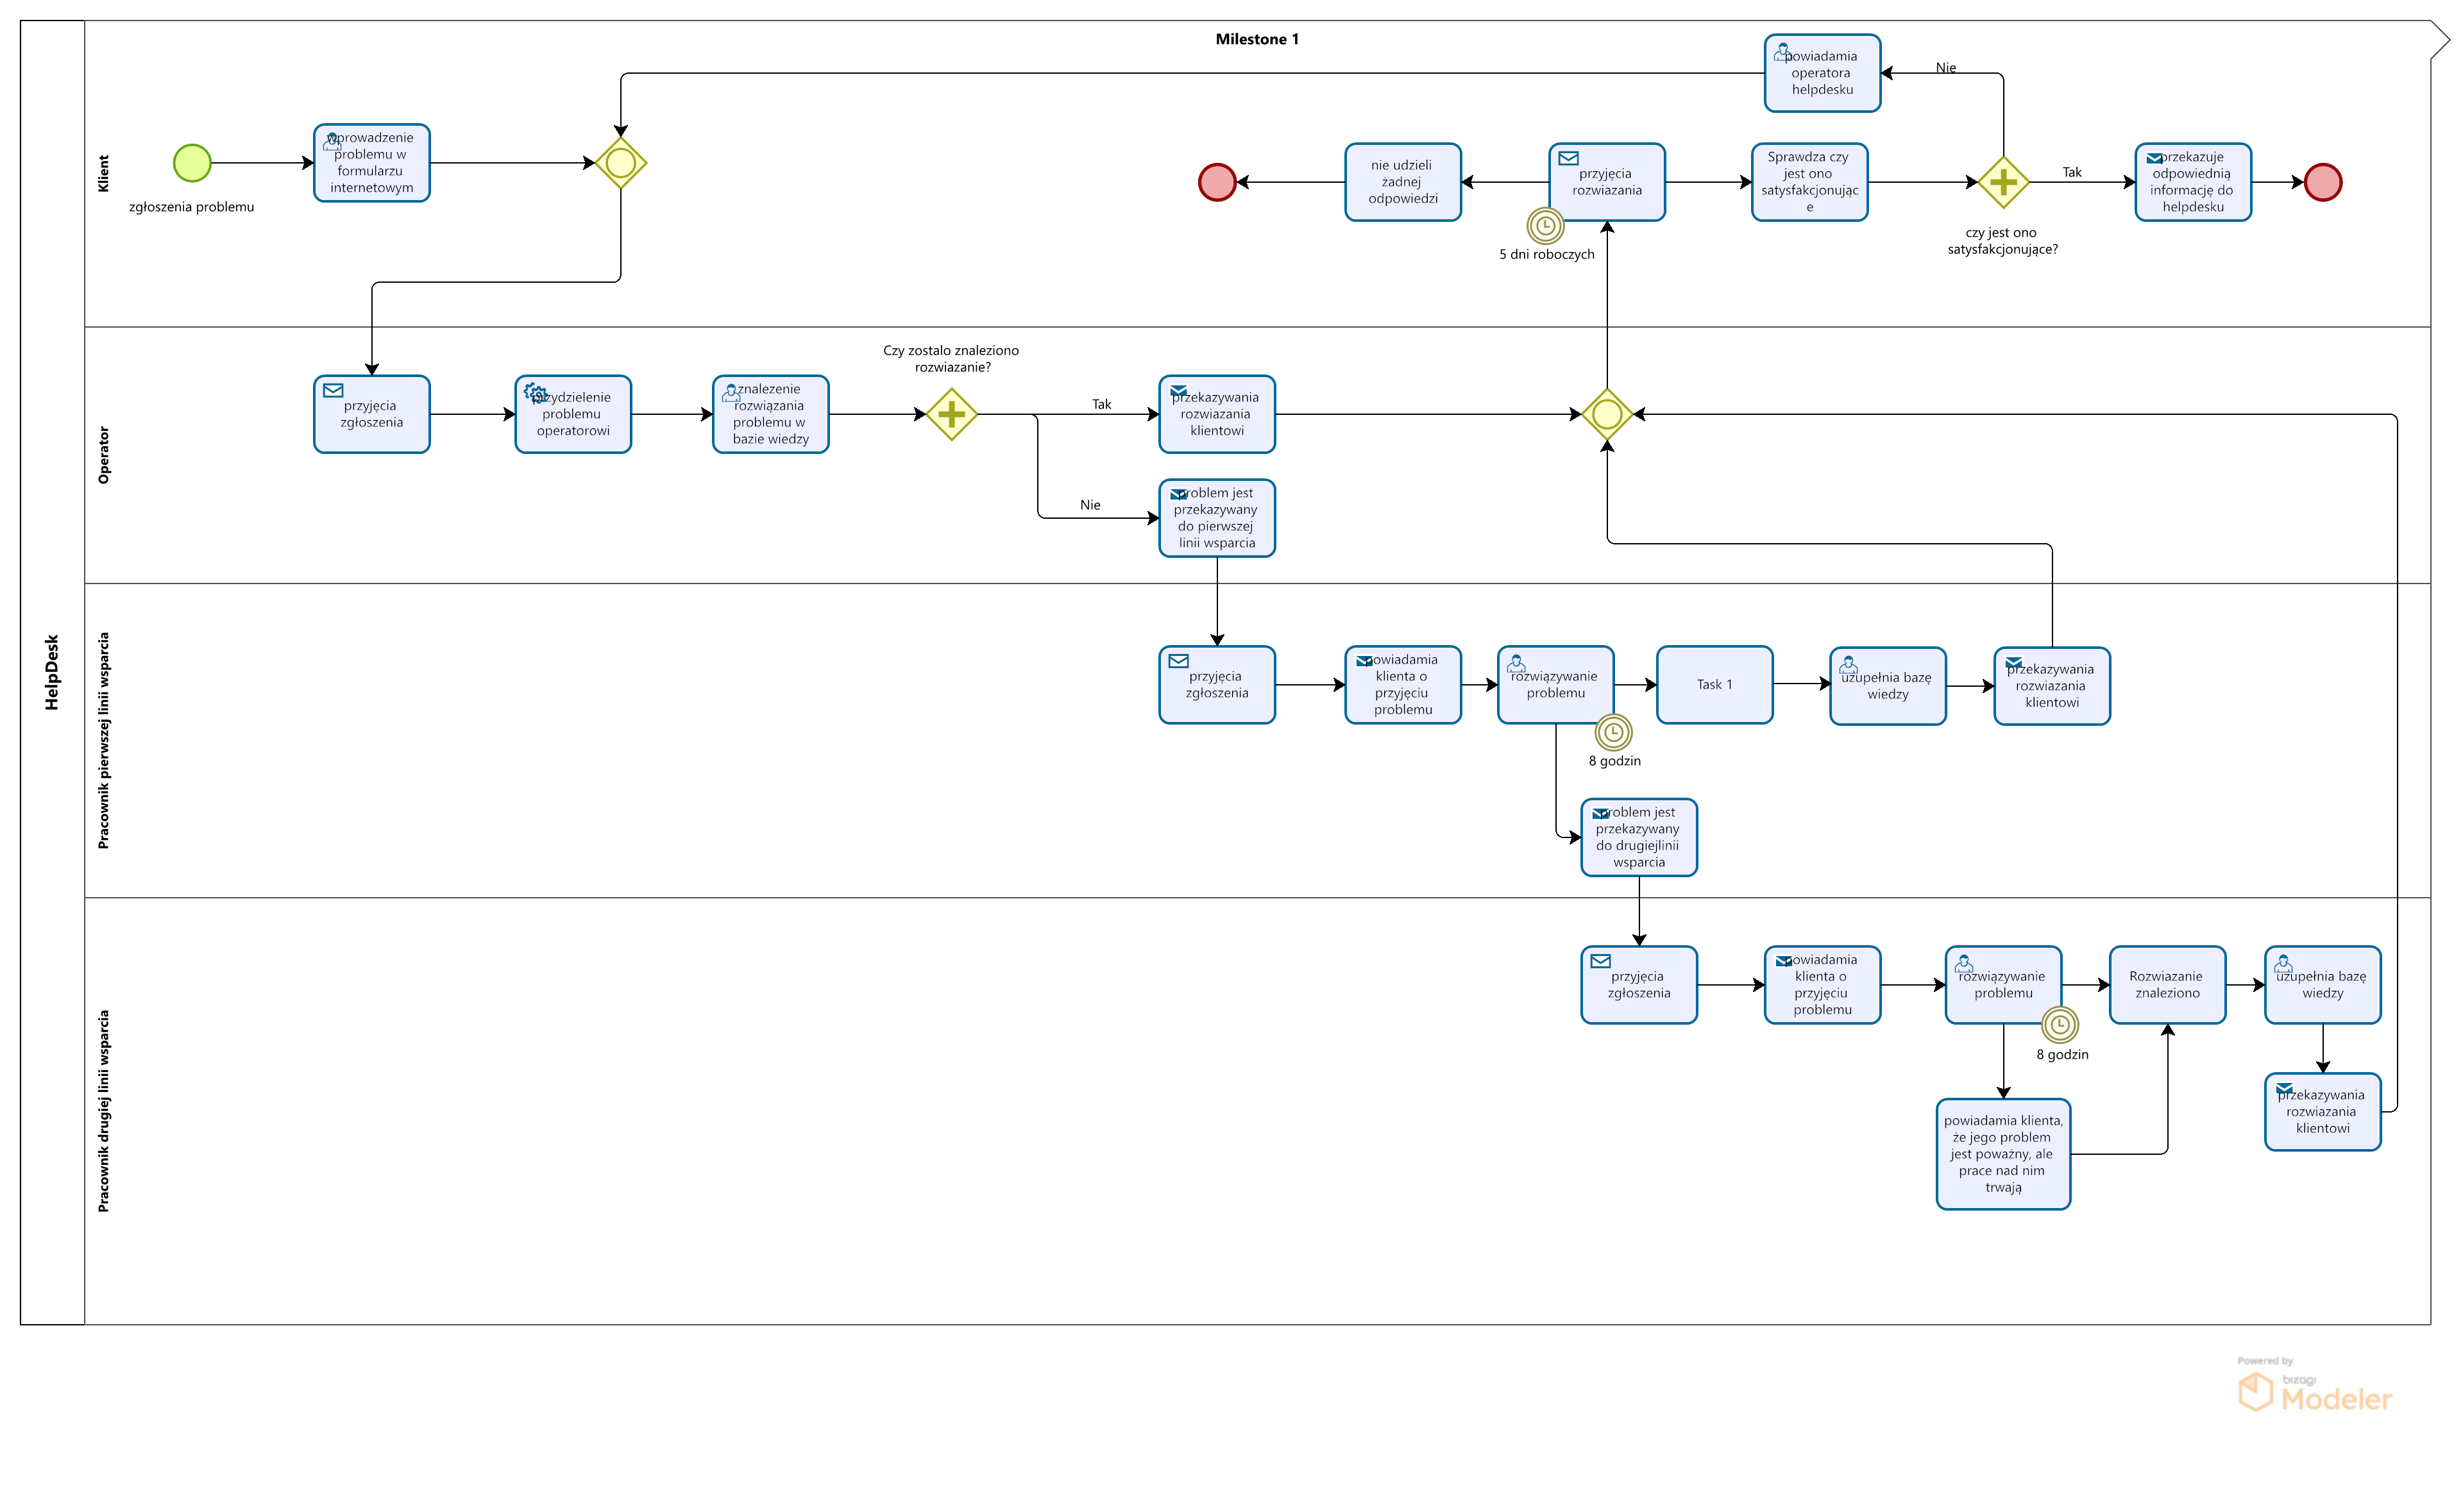 Milestone 1
HelpDesk
Klient
zgłoszenia problemu
wprowadzenie
problemu w
formularzu
internetowym
powiadamia
operatora
helpdesku
Nie
nie udzieli
żadnej
odpowiedzi
przyjęcia
rozwiazania
5 dni roboczych
Sprawdza czy
jest ono
satysfakcjonując
e
czy jest ono
satysfakcjonujące?
Tak
przekazuje
odpowiednią
informację do
helpdesku
Operator
przyjęcia
zgłoszenia
przydzielenie
problemu
operatorowi
znalezenie
rozwiązania
problemu w
bazie wiedzy
Czy zostalo znaleziono
rozwiazanie?
Tak
przekazywania
rozwiazania
klientowi
Nie
problem jest
przekazywany
do pierwszej
linii wsparcia
Pracownik pierwszej linii wsparcia
przyjęcia
zgłoszenia
powiadamia
klienta o
przyjęciu
problemu
rozwiązywanie
problemu
8 godzin
Task 1
uzupełnia bazę
wiedzy
przekazywania
rozwiazania
klientowi
problem jest
przekazywany
do drugiejlinii
wsparcia
Pracownik drugiej linii wsparcia
przyjęcia
zgłoszenia
powiadamia
klienta o
przyjęciu
problemu
rozwiązywanie
problemu
8 godzin
Rozwiazanie
znaleziono
uzupełnia bazę
wiedzy
powiadamia klienta,
że jego problem
jest poważny, ale
prace nad nim
trwają
przekazywania
rozwiazania
klientowi
Powered by
bizagi
Modeler